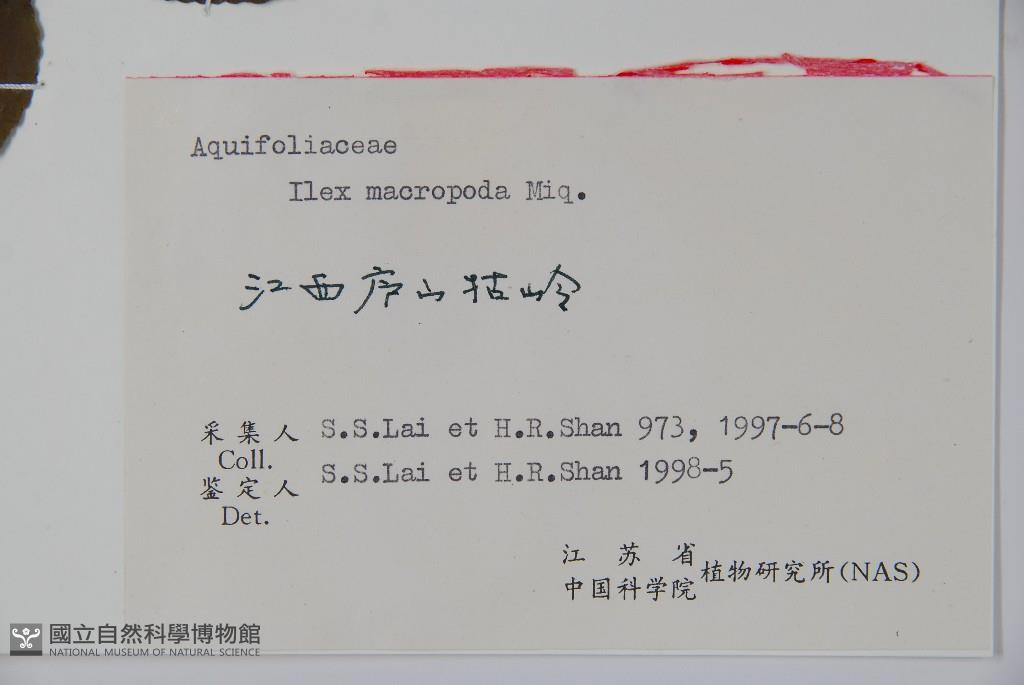 Aquifoliaceae
Ilex macropoda Miq.
江西庐山牯岭
采集人 S.S.Lai et H.R.Shan 973, 1997-6-8
Coll.
鉴定人 S.S.Lai et H.R.Shan 1998-5
Det.
江苏省
中国科学院 植物研究所(NAS)
國立自然科學博物館
NATIONAL MUSEUM OF NATURAL SCIENCE